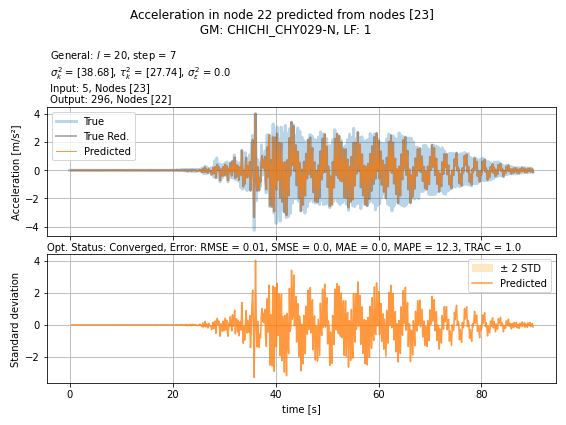 Acceleration in node 22 predicted from nodes [23]
GM: CHICHI_CHY029-N, LF: 1
General: l = 20, step = 7
σ²ₖ = [38.68], τ²ₖ = [27.74], σ²ε = 0.0
Input: 5, Nodes [23]
Output: 296, Nodes [22]
Acceleration [m/s²]
4
2
0
−2
−4
True
True Red.
Predicted
Opt. Status: Converged, Error: RMSE = 0.01, SMSE = 0.0, MAE = 0.0, MAPE = 12.3, TRAC = 1.0
Standard deviation
4
2
0
−2
± 2 STD
Predicted
0 20 40 60 80
time [s]